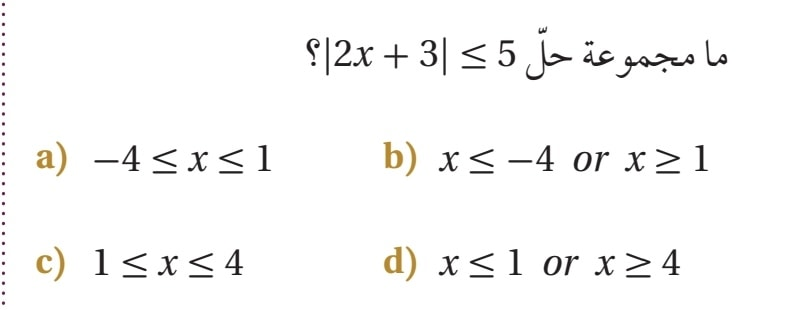 ما مجموعة حلّ |2x + 3| ≤ 5؟
a) −4 ≤ x ≤ 1 b) x ≤ −4 or x ≥ 1
c) 1 ≤ x ≤ 4 d) x ≤ 1 or x ≥ 4